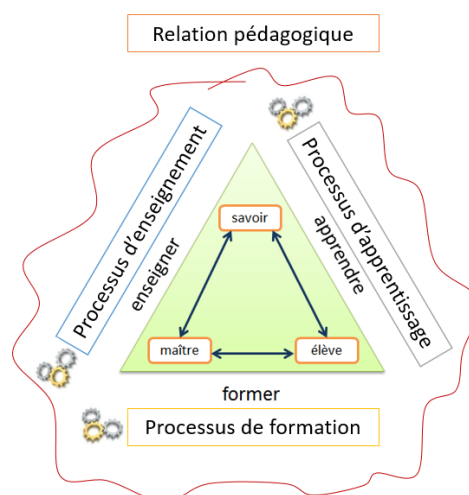 Relation pédagogique
Processus d'enseignement
enseigner
Processus d'apprentissage
apprendre
savoir
maître
élève
former
Processus de formation